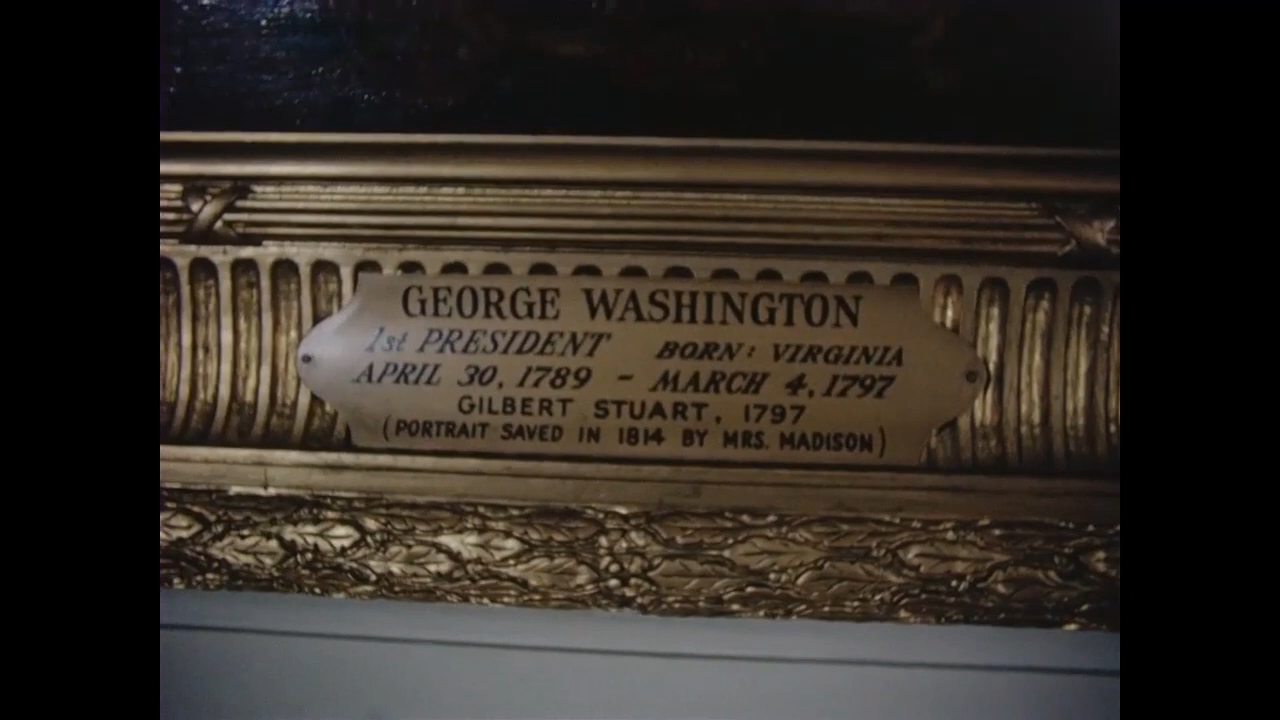 GEORGE WASHINGTON
1st PRESIDENT BORN: VIRGINIA
APRIL 30, 1789 - MARCH 4, 1797
GILBERT STUART, 1797
(PORTRAIT SAVED IN 1814 BY MRS. MADISON)